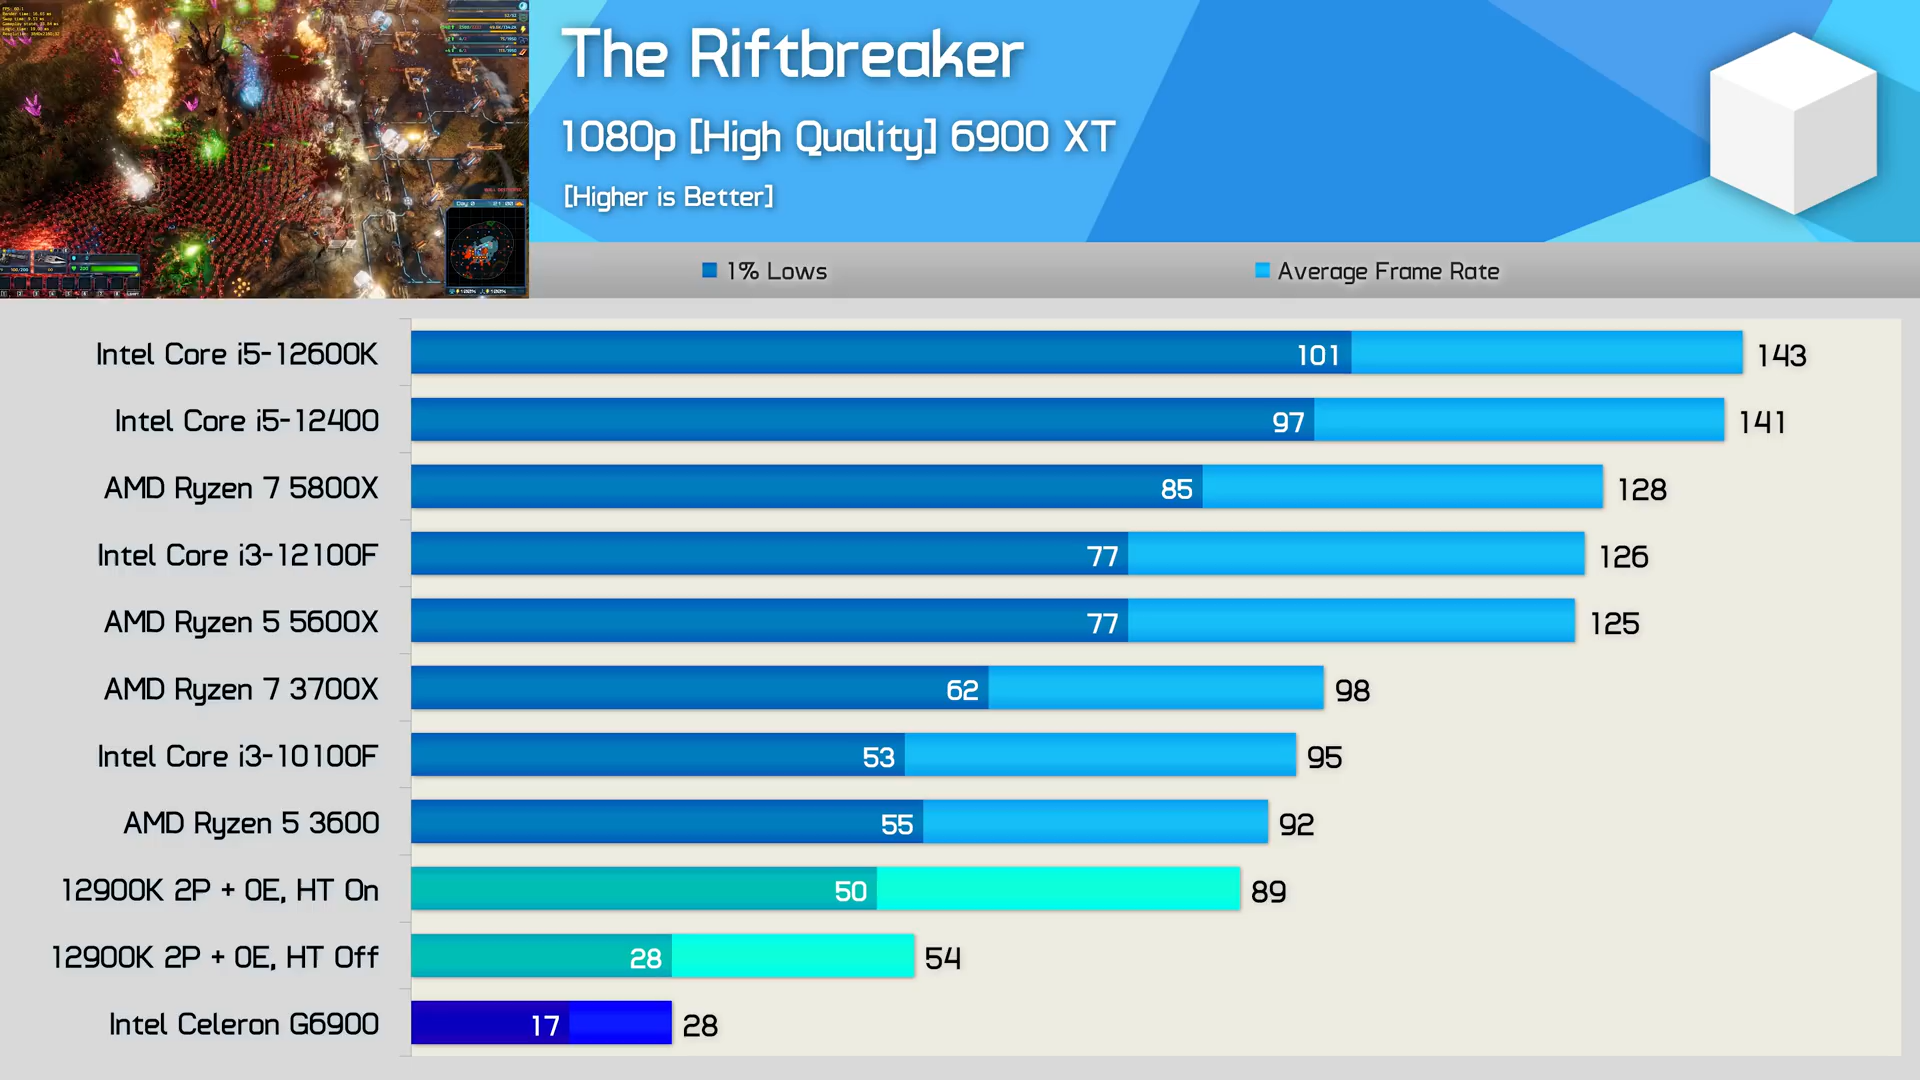 The Riftbreaker
1080p [High Quality] 6900 XT
[Higher is Better]
1% Lows
Average Frame Rate
Intel Core i5-12600K 101 143
Intel Core i5-12400 97 141
AMD Ryzen 7 5800X 85 128
Intel Core i3-12100F 77 126
AMD Ryzen 5 5600X 77 125
AMD Ryzen 7 3700X 62 98
Intel Core i3-10100F 53 95
AMD Ryzen 5 3600 55 92
12900K 2P + 0E, HT On 50 89
12900K 2P + 0E, HT Off 28 54
Intel Celeron G6900 17 28